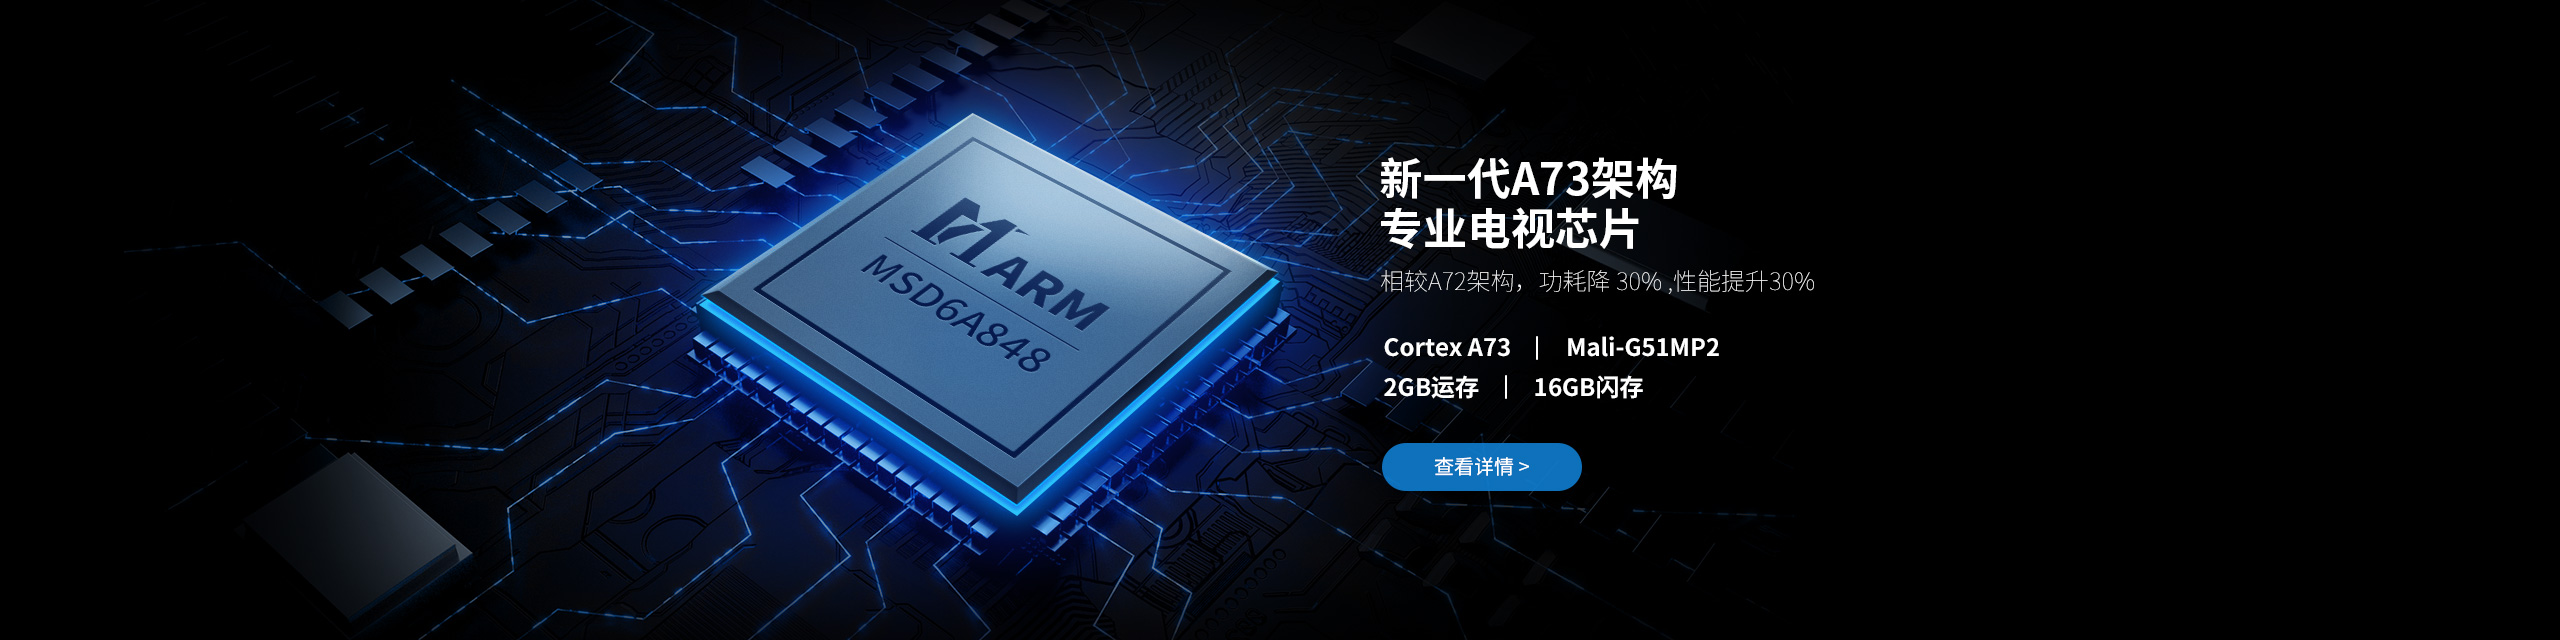 ARM
MSD6A848
新一代A73架构
专业电视芯片
相较A72架构，功耗降 30% ,性能提升30%
Cortex A73 | Mali-G51MP2
2GB运存 | 16GB闪存
查看详情 >